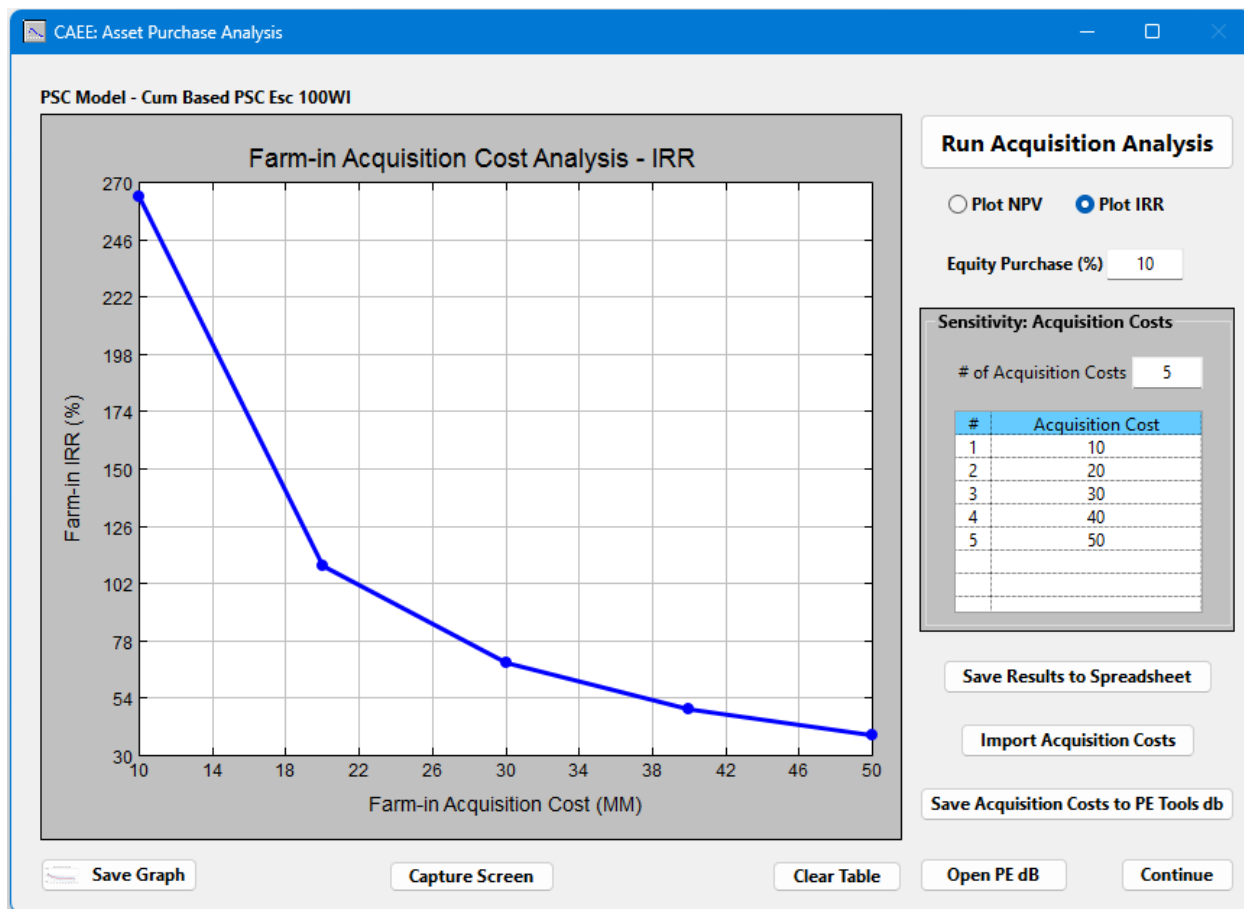 CAEE: Asset Purchase Analysis
PSC Model - Cum Based PSC Esc 100WI
Farm-in Acquisition Cost Analysis - IRR
Farm-in IRR (%)
270
246
222
198
174
150
126
102
78
54
30
10 14 18 22 26 30 34 38 42 46 50
Farm-in Acquisition Cost (MM)
Run Acquisition Analysis
Plot NPV Plot IRR
Equity Purchase (%) 10
Sensitivity: Acquisition Costs
# of Acquisition Costs 5
# Acquisition Cost
1 10
2 20
3 30
4 40
5 50
Save Results to Spreadsheet
Import Acquisition Costs
Save Acquisition Costs to PE Tools db
Save Graph Capture Screen Clear Table Open PE dB Continue